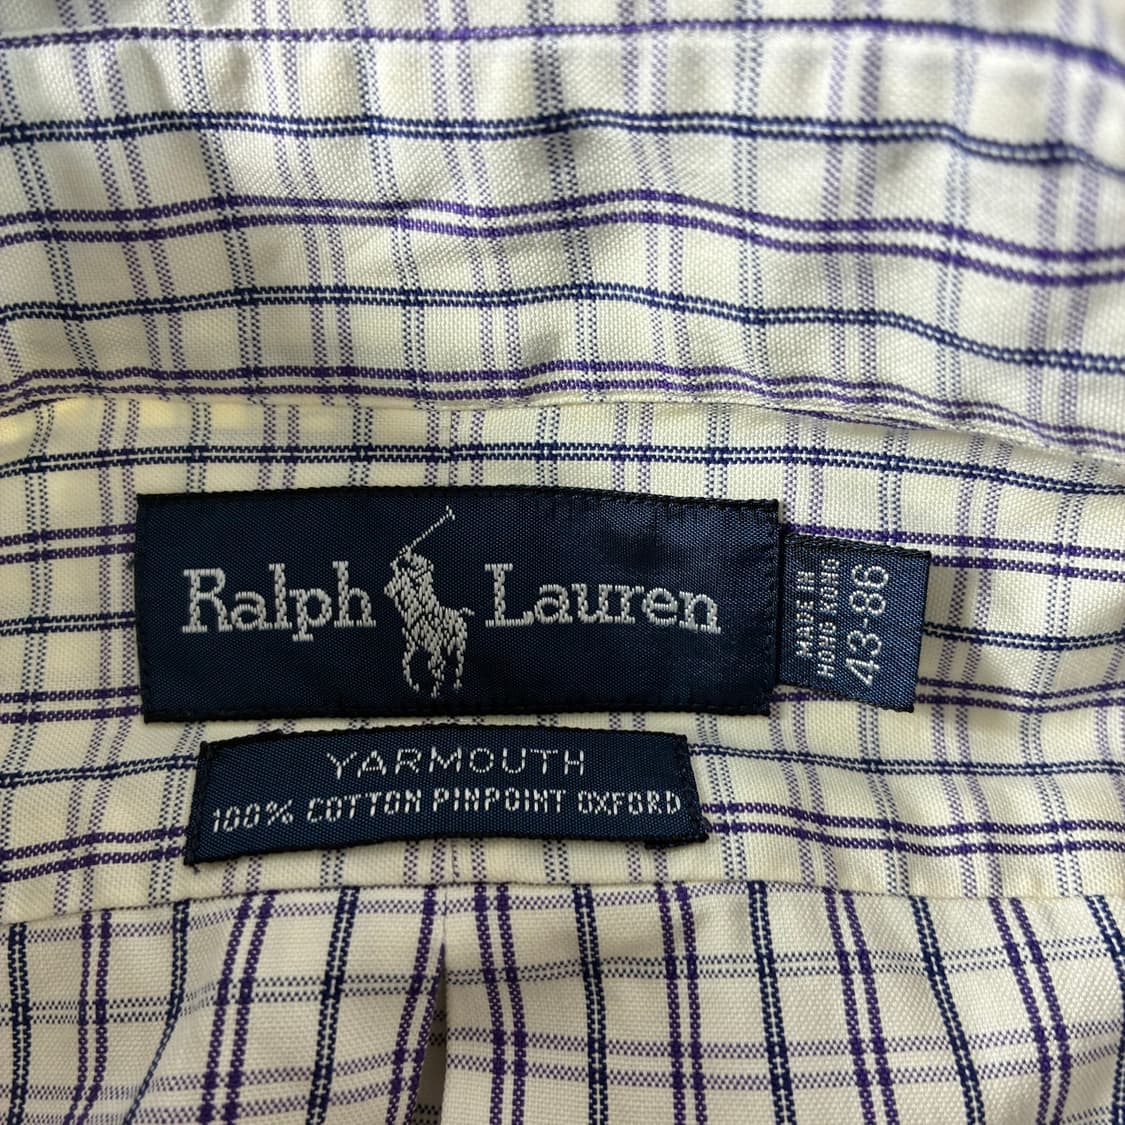 Ralph Lauren
MADE IN
HONG KONG
43-86
YARMOUTH
100% COTTON PINPOINT OXFORD